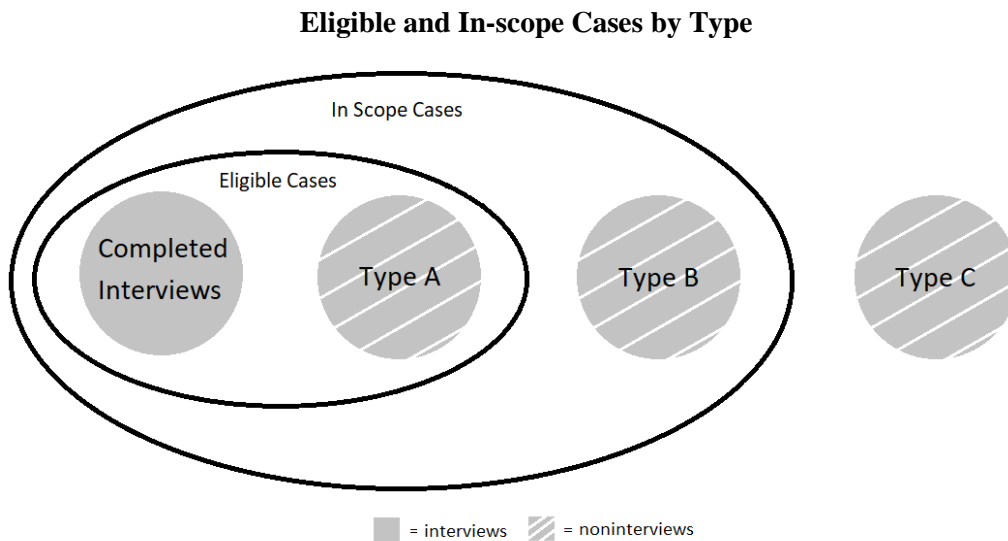 Eligible and In-scope Cases by Type
In Scope Cases
Eligible Cases
Completed
Interviews
Type A
Type B
Type C
= interviews
= noninterviews